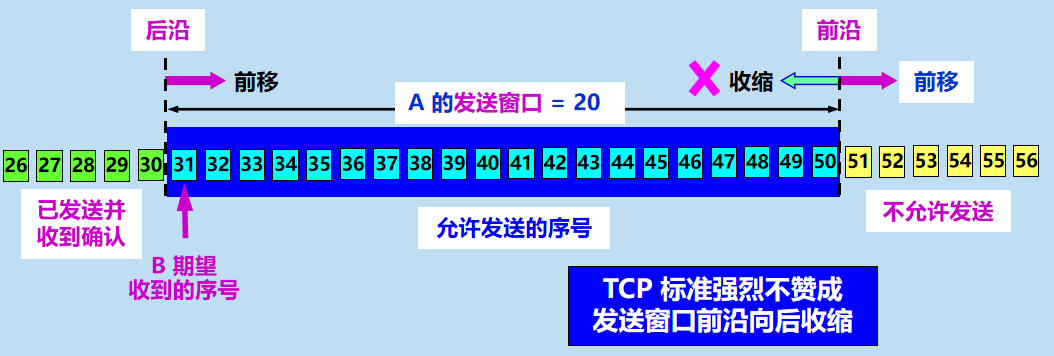 后沿
前沿
前移
收缩
前移
A 的发送窗口 = 20
26 27 28 29 30 31 32 33 34 35 36 37 38 39 40 41 42 43 44 45 46 47 48 49 50 51 52 53 54 55 56
已发送并
收到确认
允许发送的序号
不允许发送
B 期望
收到的序号
TCP 标准强烈不赞成
发送窗口前沿向后收缩